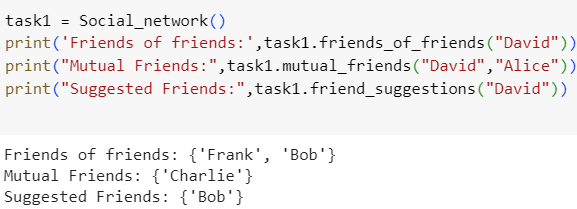 task1 = Social_network()
print('Friends of friends:',task1.friends_of_friends("David"))
print("Mutual Friends:",task1.mutual_friends("David","Alice"))
print("Suggested Friends:",task1.friend_suggestions("David"))
Friends of friends: {'Frank', 'Bob'}
Mutual Friends: {'Charlie'}
Suggested Friends: {'Bob'}